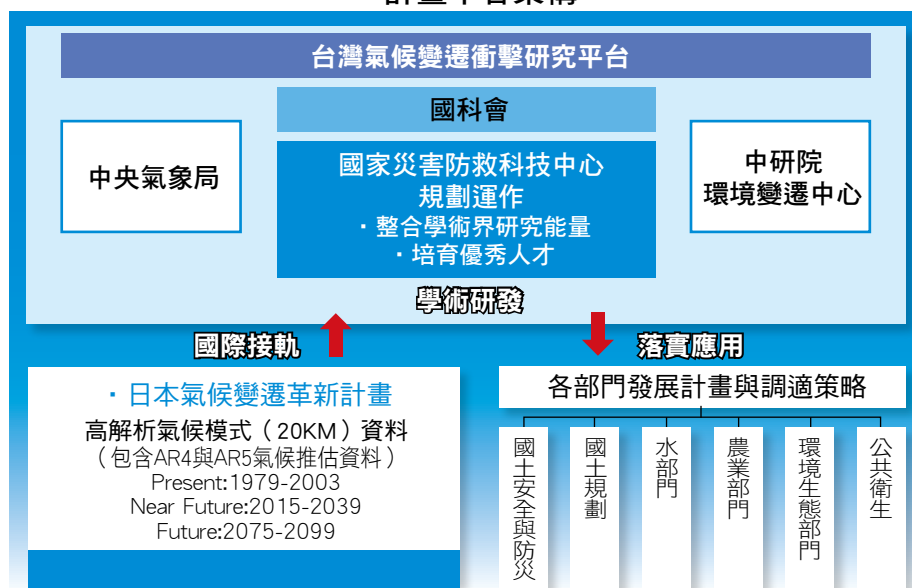 計畫平台架構
台灣氣候變遷衝擊研究平台
國科會
中央氣象局
國家災害防救科技中心
規劃運作
・整合學術界研究能量
・培育優秀人才
中研院
環境變遷中心
學術研發
國際接軌
落實應用
・日本氣候變遷革新計畫
高解析氣候模式（20KM）資料
（包含AR4與AR5氣候推估資料）
Present:1979-2003
Near Future:2015-2039
Future:2075-2099
各部門發展計畫與調適策略
國土安全與防災
國土規劃
水部門
農業部門
環境生態部門
公共衛生